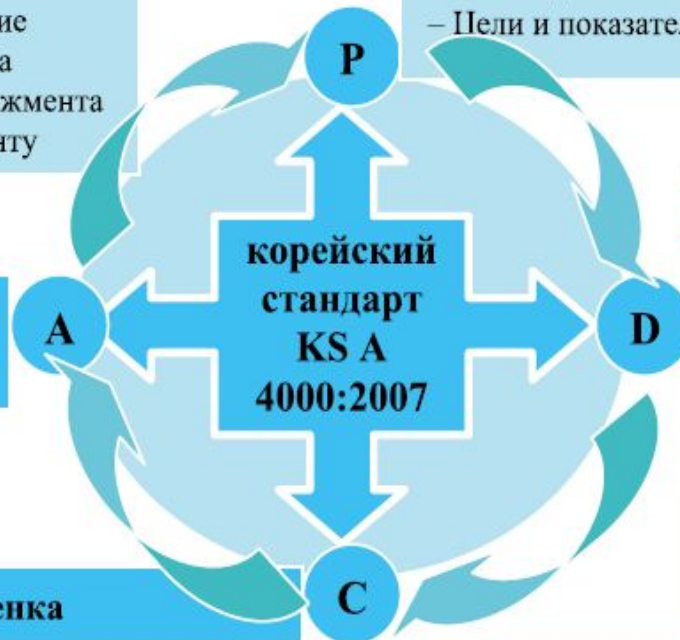 ие
а
жмента
нту
– Цели и показател
P
A
корейский
стандарт
KS A
4000:2007
D
енка
C